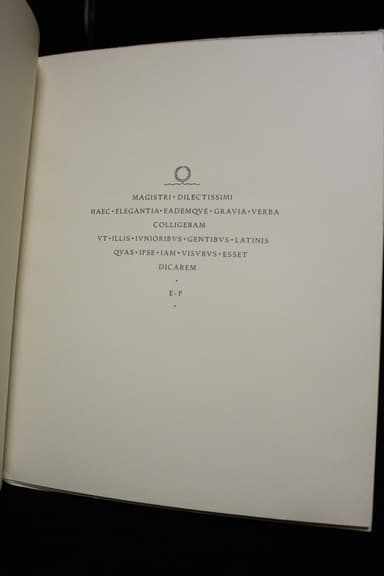 MAGISTRI · DILECTISSIMI
HAEC · ELEGANTIA · EADEMQVE · GRAVIA · VERBA
COLLIGEBAM
VT · ILLIS · IVNIORIBVS · GENTIBVS · LATINIS
QVAS · IPSE · IAM · VISVRVS · ESSET
DICAREM
·
E · P
·